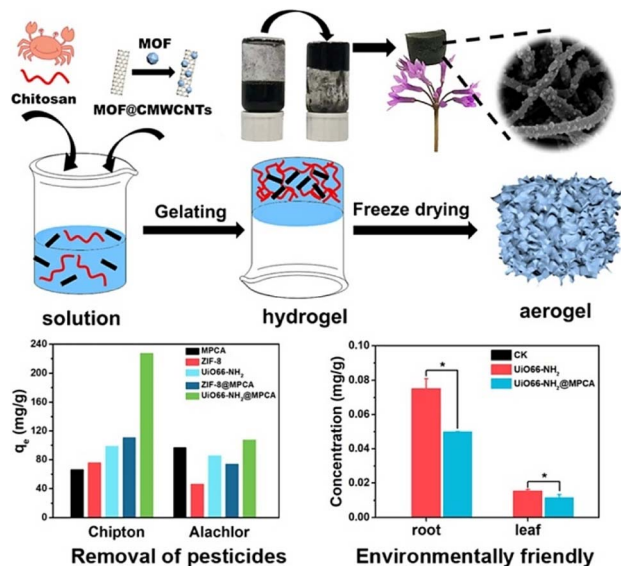 MOF
Chitosan
MOF@CMWCNTs
Gelating
Freeze drying
solution
hydrogel
aerogel
240
200
160
120
80
40
0
qe (mg/g)
MPCA
ZIF-8
UiO66-NH2
ZIF-8@MPCA
UiO66-NH2@MPCA
Chipton
Alachlor
Removal of pesticides
0.10
0.08
0.06
0.04
0.02
0.00
Concentration (mg/g)
CK
UiO66-NH2
UiO66-NH2@MPCA
*
*
root
leaf
Environmentally friendly